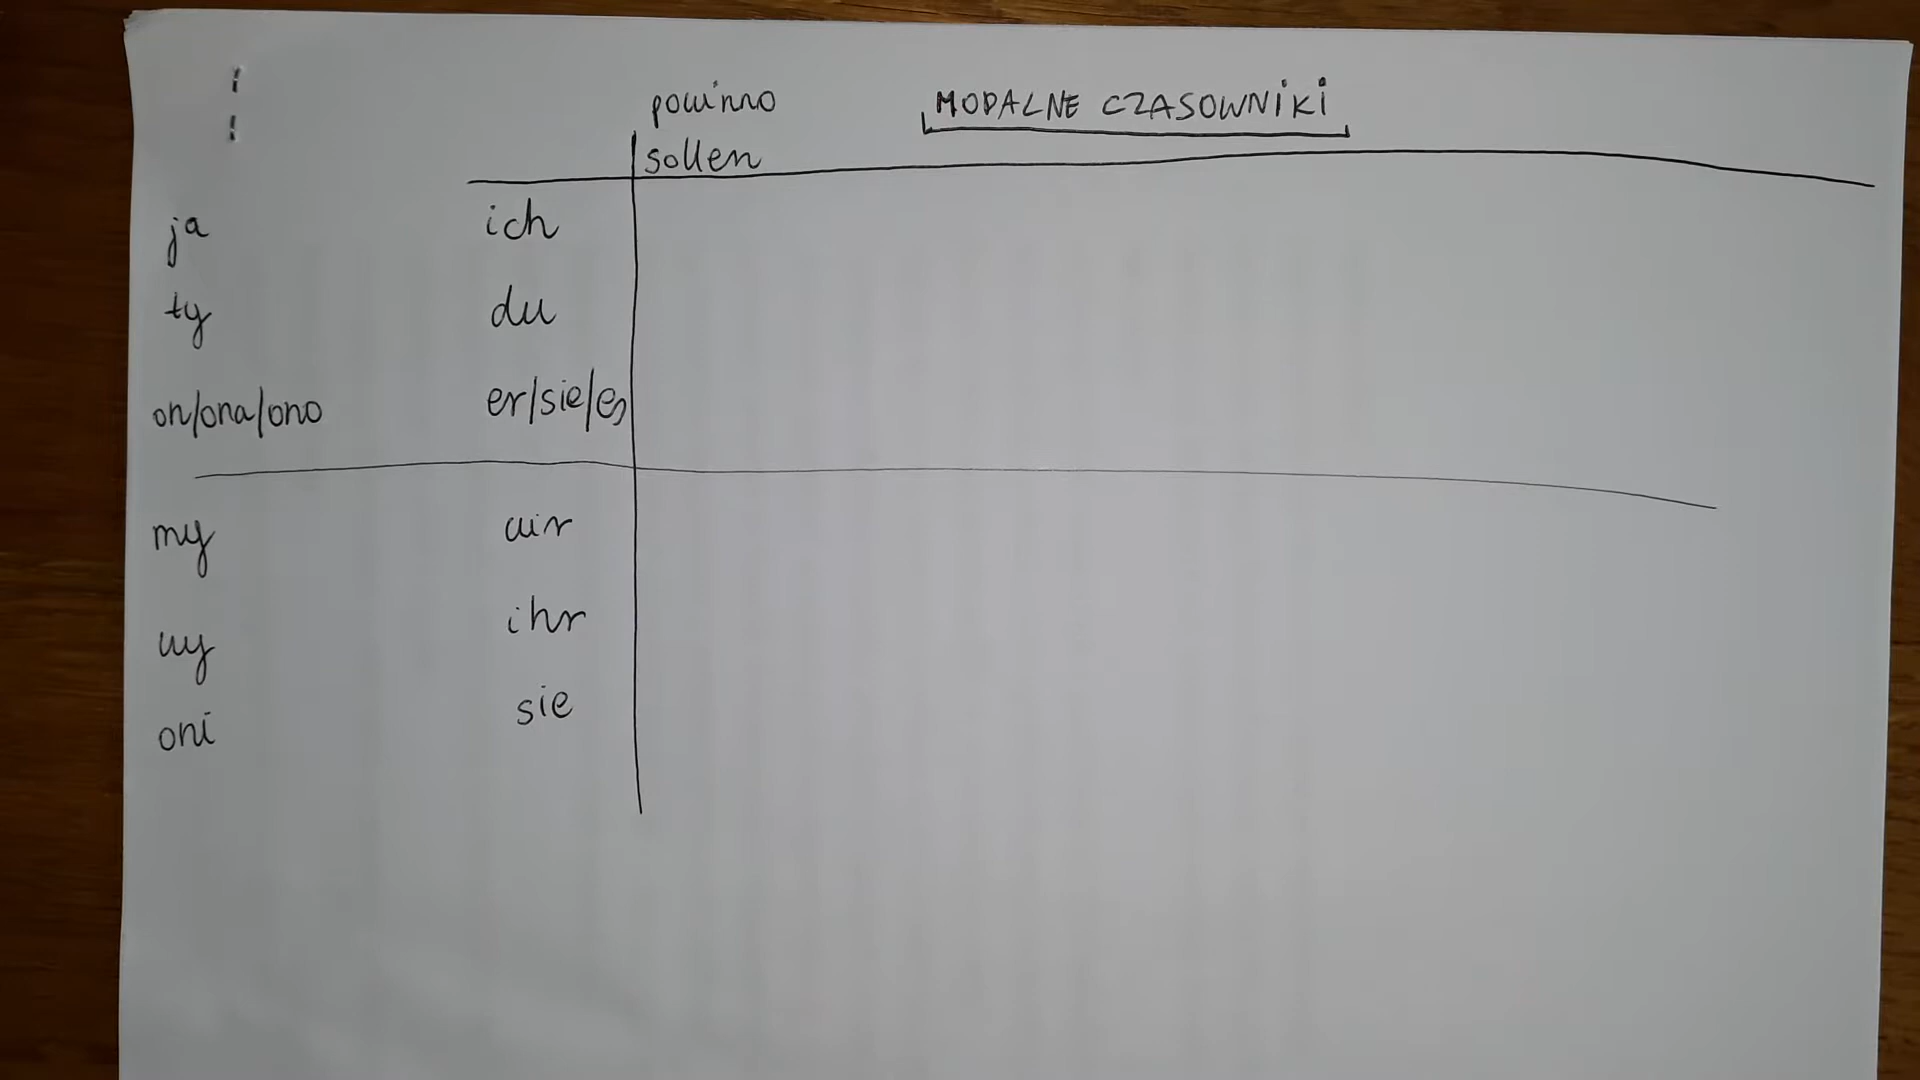 powinno MODALNE CZASOWNIKI
sollen
ja ich
ty du
on/ona/ono er/sie/es
my wir
wy ihr
oni sie